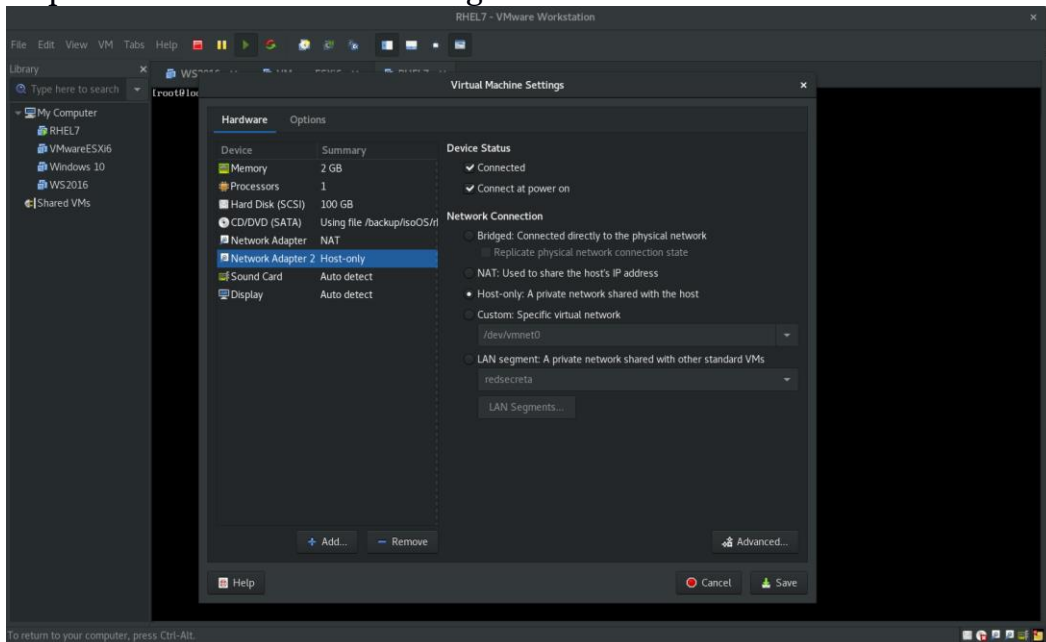 RHEL7 - VMware Workstation
File Edit View VM Tabs Help
Library
Type here to search
[root@loc
My Computer
RHEL7
VMwareESXi6
Windows 10
WS2016
Shared VMs
Virtual Machine Settings
Hardware Options
Device Summary
Memory 2 GB
Processors 1
Hard Disk (SCSI) 100 GB
CD/DVD (SATA) Using file /backup/isoOS/rl
Network Adapter NAT
Network Adapter 2 Host-only
Sound Card Auto detect
Display Auto detect
Add... Remove
Device Status
Connected
Connect at power on
Network Connection
Bridged: Connected directly to the physical network
Replicate physical network connection state
NAT: Used to share the host's IP address
Host-only: A private network shared with the host
Custom: Specific virtual network
/dev/vmnet0
LAN segment: A private network shared with other standard VMs
redsecreta
LAN Segments...
Advanced...
Help Cancel Save
To return to your computer, press Ctrl-Alt.